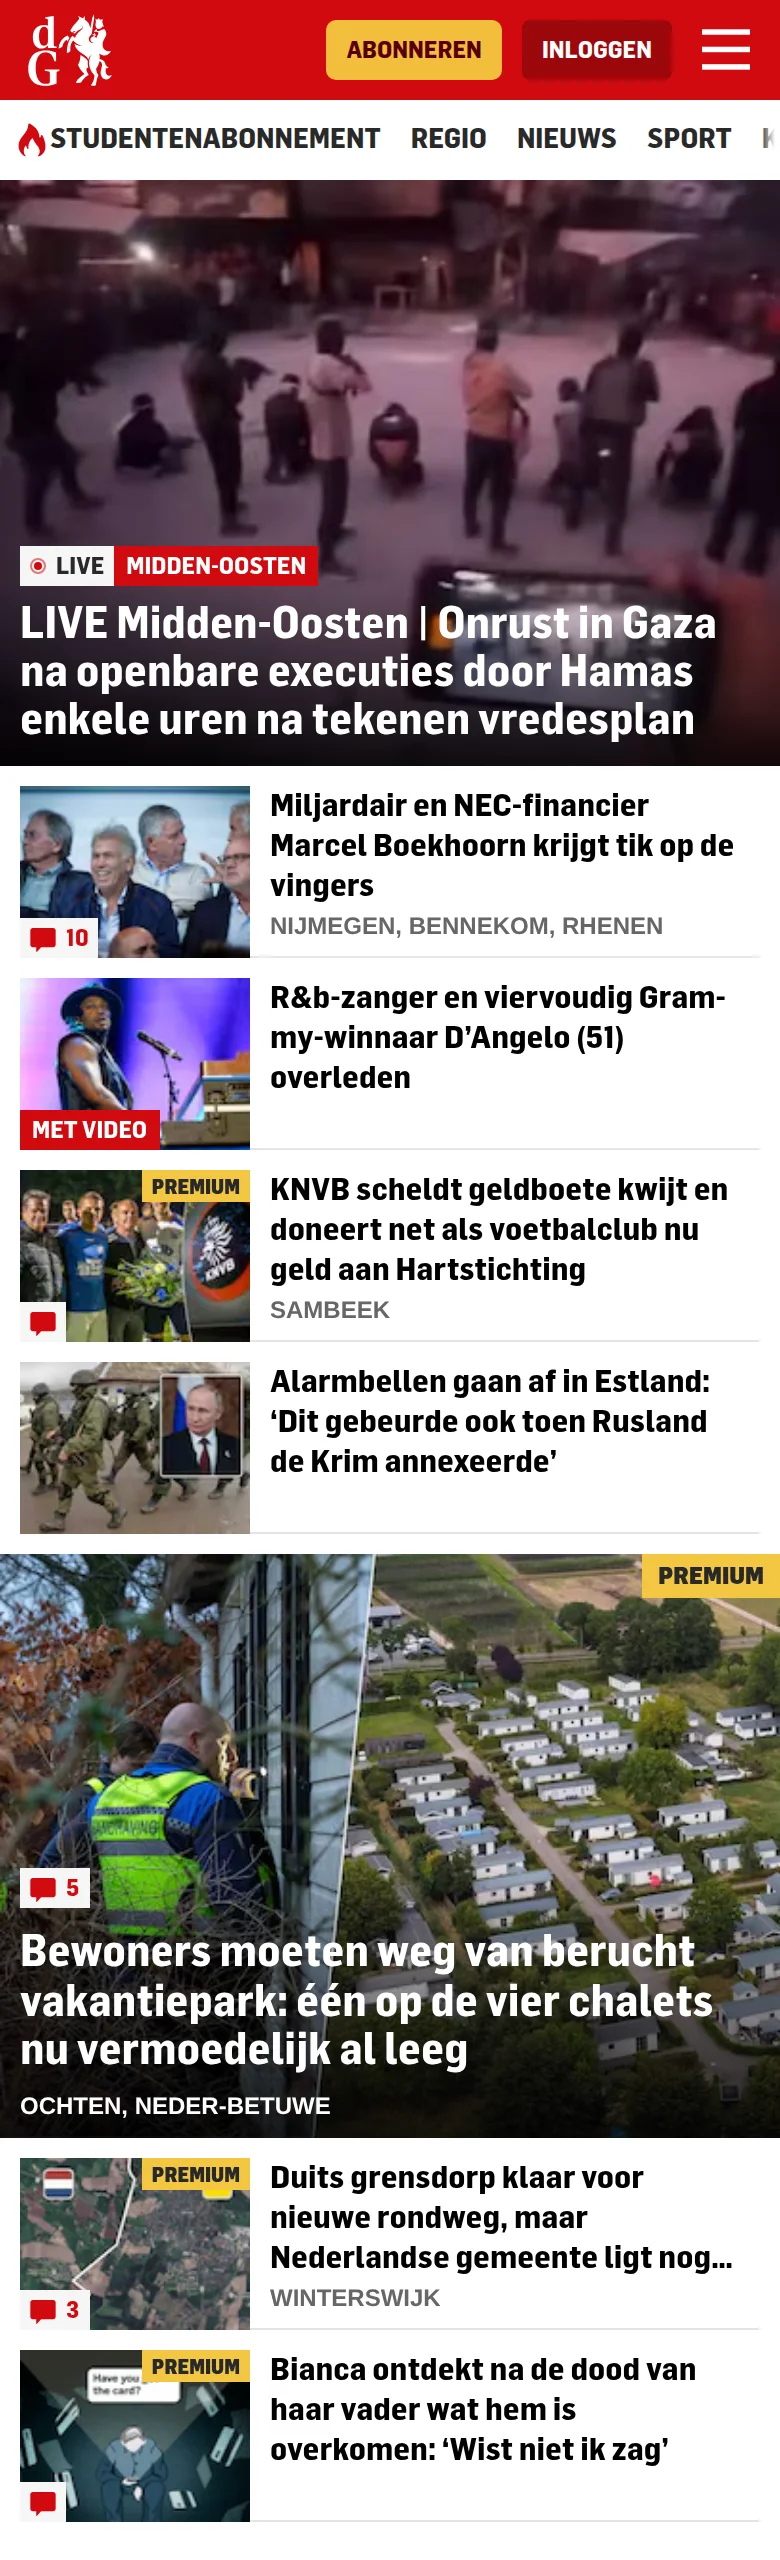 dG
ABONNEREN
INLOGGEN
STUDENTENABONNEMENT REGIO NIEUWS SPORT K
LIVE MIDDEN-OOSTEN
LIVE Midden-Oosten | Onrust in Gaza
na openbare executies door Hamas
enkele uren na tekenen vredesplan
Miljardair en NEC-financier
Marcel Boekhoorn krijgt tik op de
vingers
NIJMEGEN, BENNEKOM, RHENEN
10
R&b-zanger en viervoudig Gram-
my-winnaar D’Angelo (51)
overleden
MET VIDEO
PREMIUM
KNVB
KNVB scheldt geldboete kwijt en
doneert net als voetbalclub nu
geld aan Hartstichting
SAMBEEK
Alarmbellen gaan af in Estland:
‘Dit gebeurde ook toen Rusland
de Krim annexeerde’
PREMIUM
HANDHAVING
5
Bewoners moeten weg van berucht
vakantiepark: één op de vier chalets
nu vermoedelijk al leeg
OCHTEN, NEDER-BETUWE
PREMIUM
3
Duits grensdorp klaar voor
nieuwe rondweg, maar
Nederlandse gemeente ligt nog...
WINTERSWIJK
PREMIUM
Have you
the card?
Bianca ontdekt na de dood van
haar vader wat hem is
overkomen: ‘Wist niet ik zag’